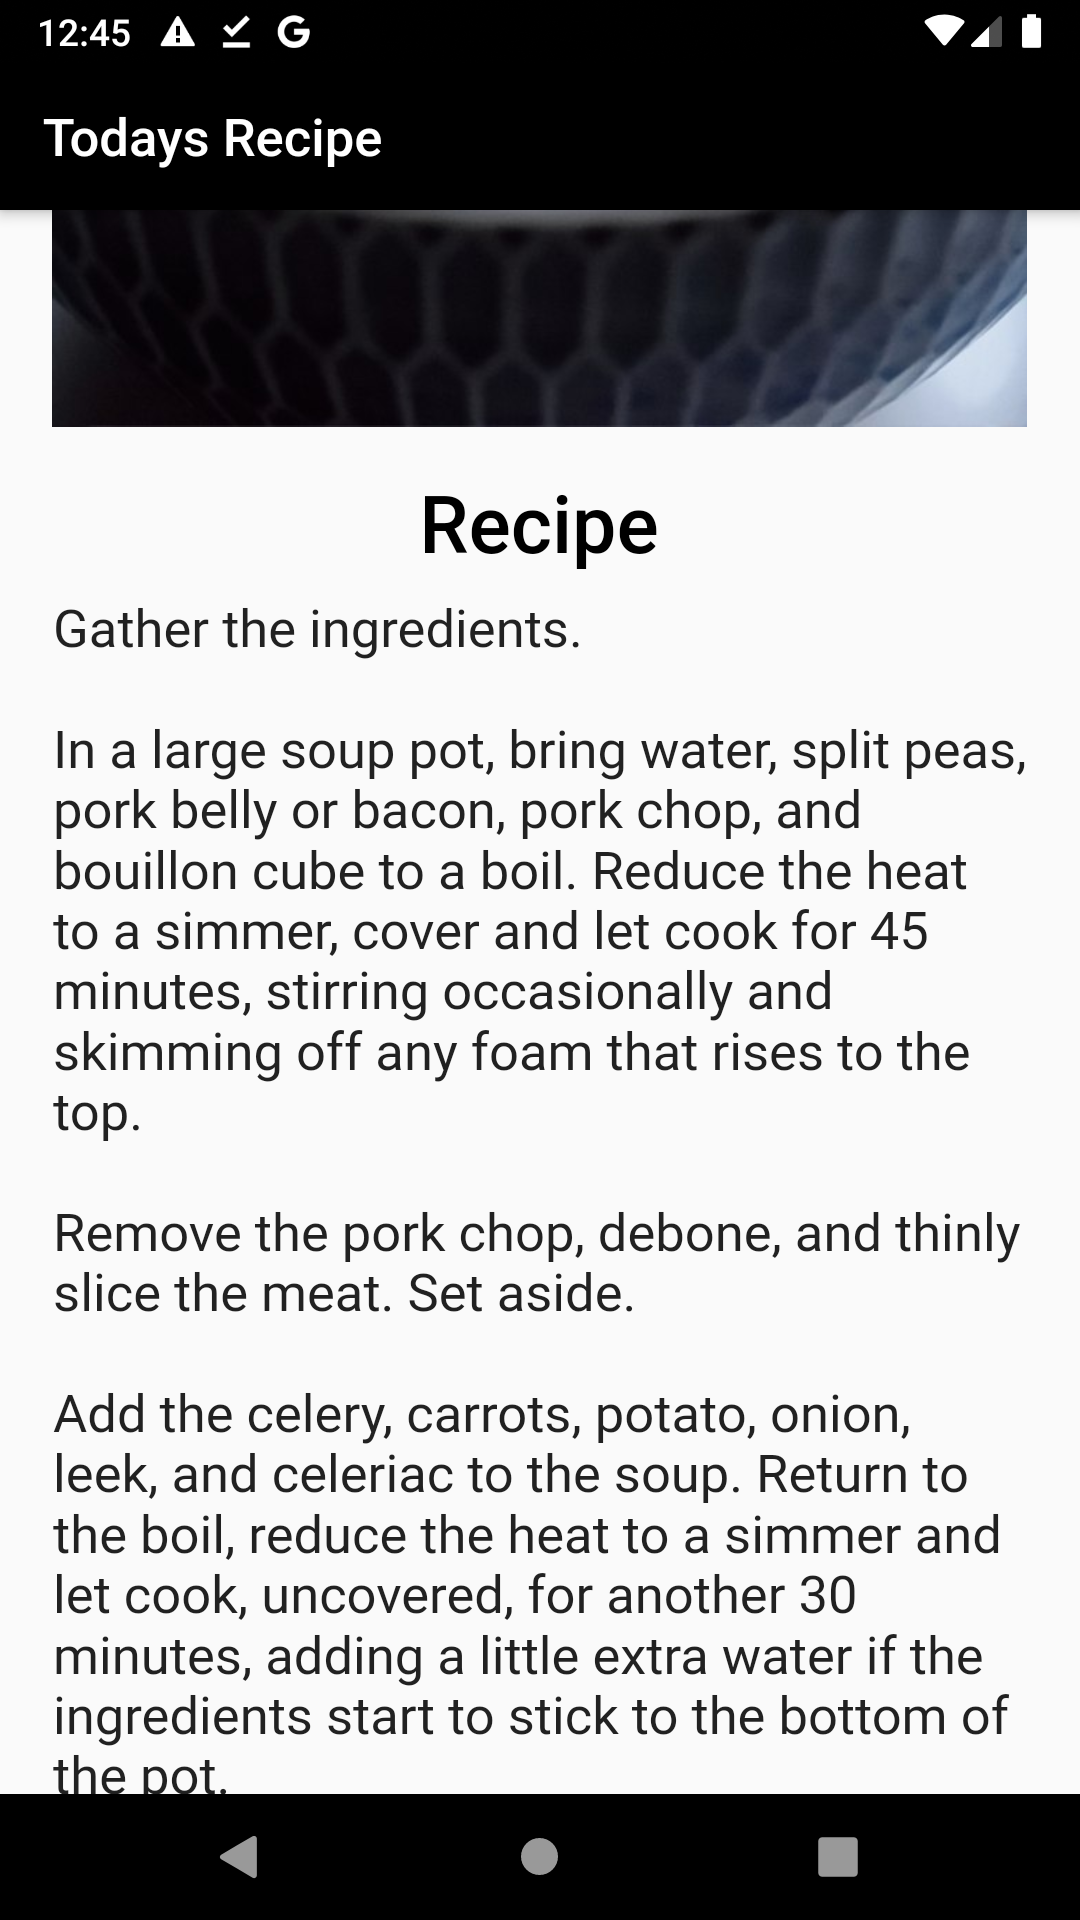 12:45
Todays Recipe
Recipe
Gather the ingredients.
In a large soup pot, bring water, split peas,
pork belly or bacon, pork chop, and
bouillon cube to a boil. Reduce the heat
to a simmer, cover and let cook for 45
minutes, stirring occasionally and
skimming off any foam that rises to the
top.
Remove the pork chop, debone, and thinly
slice the meat. Set aside.
Add the celery, carrots, potato, onion,
leek, and celeriac to the soup. Return to
the boil, reduce the heat to a simmer and
let cook, uncovered, for another 30
minutes, adding a little extra water if the
ingredients start to stick to the bottom of
the pot.